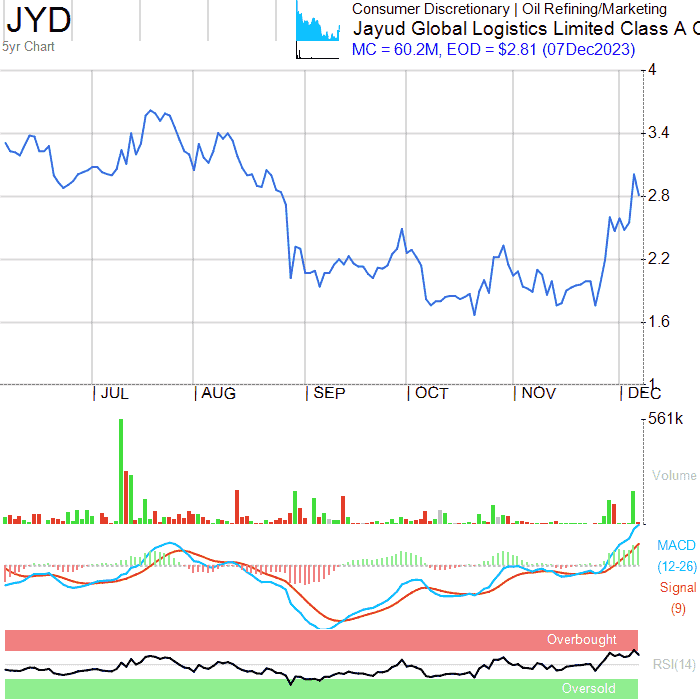 JYD
5yr Chart
Consumer Discretionary | Oil Refining/Marketing
Jayud Global Logistics Limited Class A O
MC = 60.2M, EOD = $2.81 (07Dec2023)
4
3.4
2.8
2.2
1.6
1
JUL AUG SEP OCT NOV DEC
561k
Volume
MACD
(12-26)
Signal
(9)
Overbought
RSI(14)
Oversold